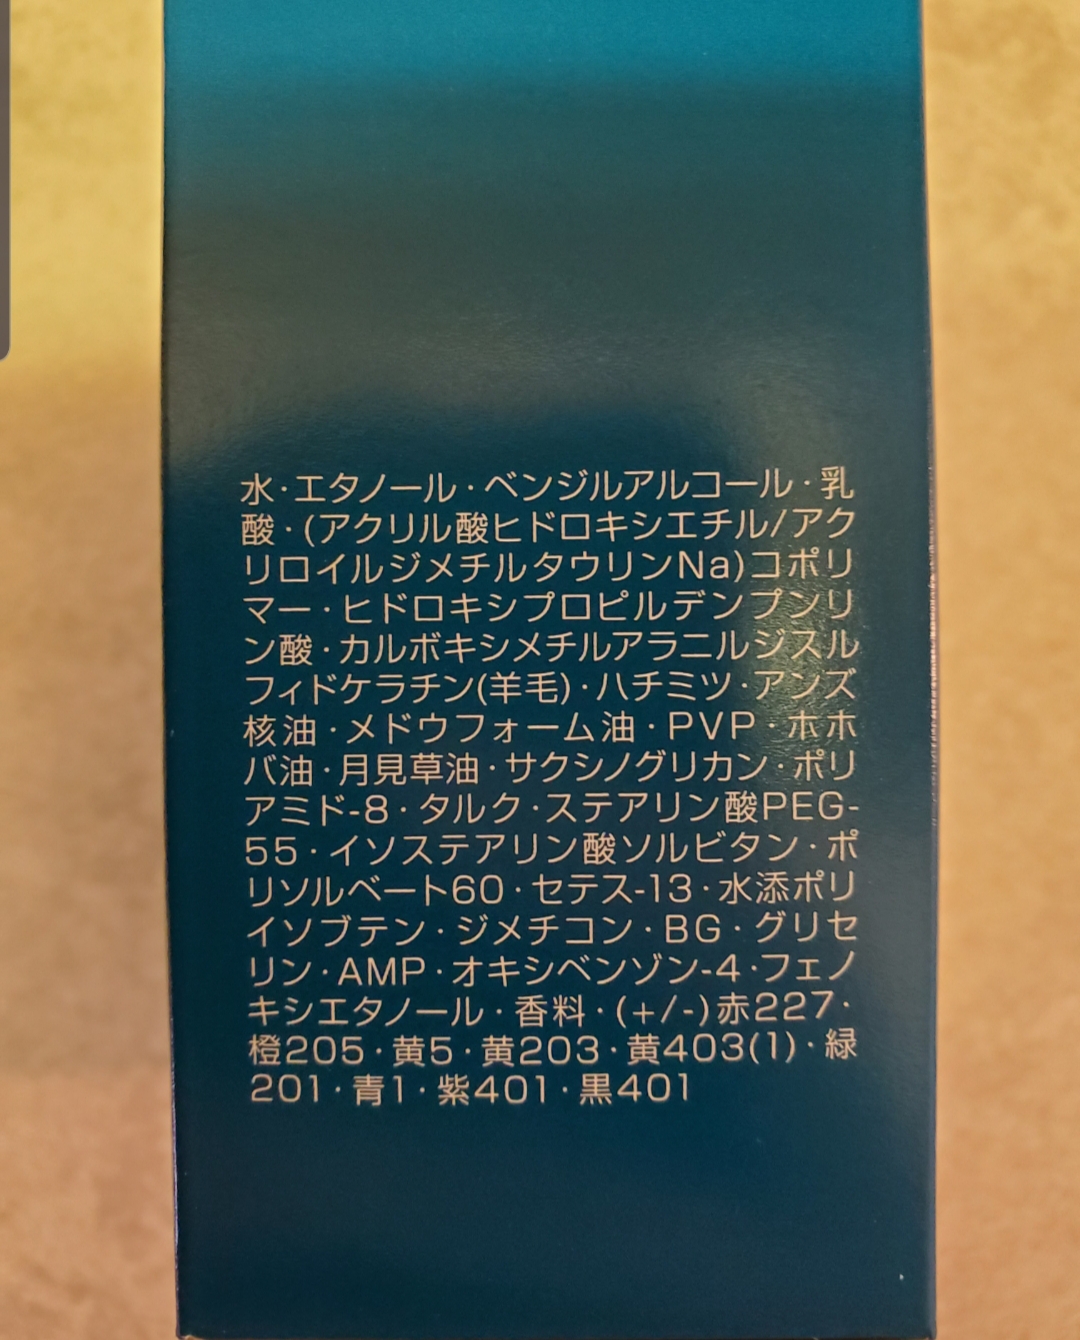 水・エタノール・ベンジルアルコール・乳
酸・(アクリル酸ヒドロキシエチル/アク
リロイルジメチルタウリンNa)コポリ
マー・ヒドロキシプロピルデンプンリ
ン酸・カルボキシメチルアラニルジスル
フィドケラチン(羊毛)・ハチミツ・アンズ
核油・メドウフォーム油・PVP・ホホ
バ油・月見草油・サクシノグリカン・ポリ
アミド-8・タルク・ステアリン酸PEG-
55・イソステアリン酸ソルビタン・ポ
リソルベート60・セテス-13・水添ポリ
イソブテン・ジメチコン・BG・グリセ
リン・AMP・オキシベンゾン-4・フェノ
キシエタノール・香料・(+/-)赤227・
橙205・黄5・黄203・黄403(1)・緑
201・青1・紫401・黒401